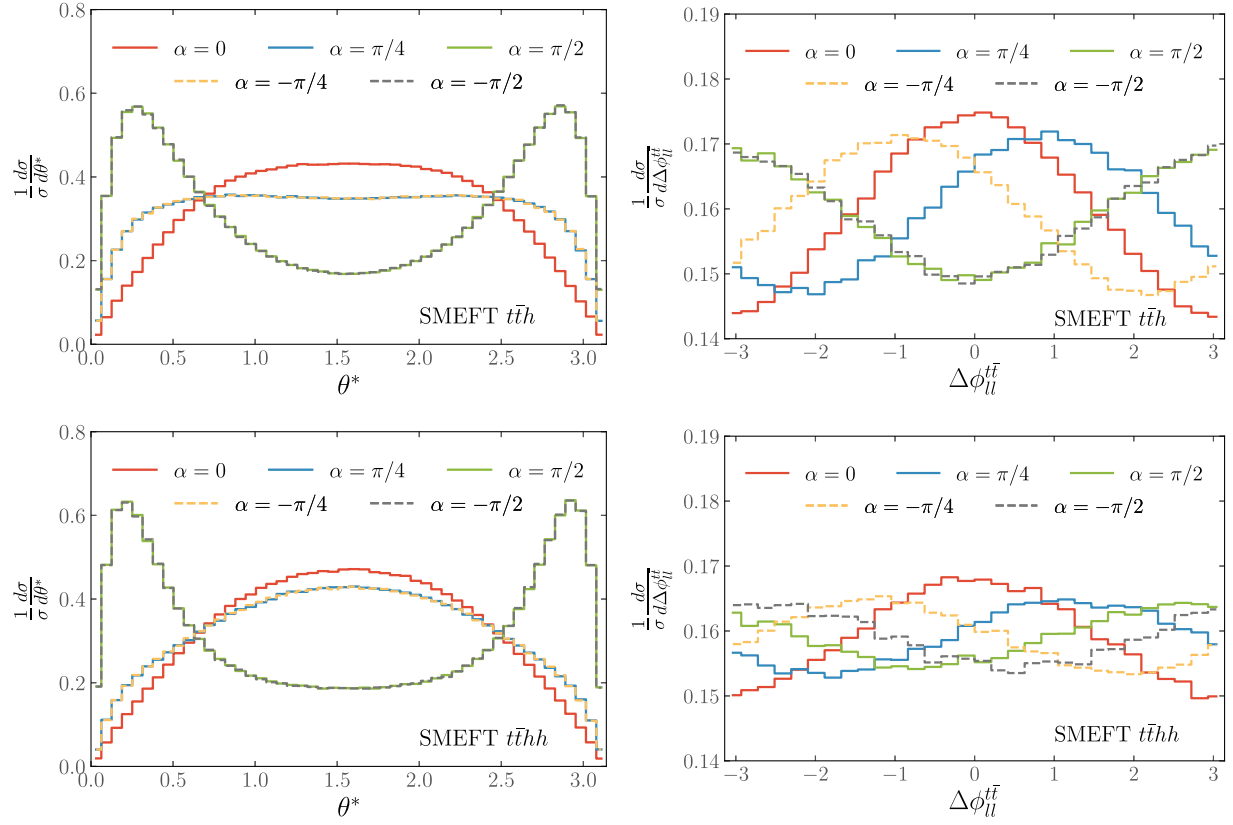 0.8
0.6
0.4
0.2
0.0
0.0 0.5 1.0 1.5 2.0 2.5 3.0
1/σ dσ/dθ*
θ*
α = 0 α = π/4 α = π/2
α = −π/4 α = −π/2
SMEFT tt̄h
0.19
0.18
0.17
0.16
0.15
0.14
−3 −2 −1 0 1 2 3
1/σ dσ/dΔϕ_ll^{tt̄}
Δϕ_ll^{tt̄}
α = 0 α = π/4 α = π/2
α = −π/4 α = −π/2
SMEFT tt̄h
0.8
0.6
0.4
0.2
0.0
0.0 0.5 1.0 1.5 2.0 2.5 3.0
1/σ dσ/dθ*
θ*
α = 0 α = π/4 α = π/2
α = −π/4 α = −π/2
SMEFT tt̄hh
0.19
0.18
0.17
0.16
0.15
0.14
−3 −2 −1 0 1 2 3
1/σ dσ/dΔϕ_ll^{tt̄}
Δϕ_ll^{tt̄}
α = 0 α = π/4 α = π/2
α = −π/4 α = −π/2
SMEFT tt̄hh